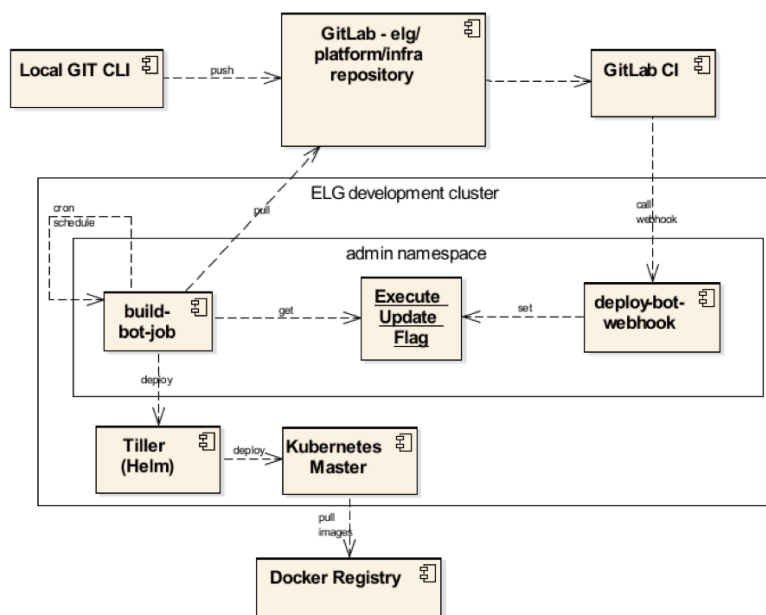 GitLab - elg/
platform/infra
repository
Local GIT CLI
push
GitLab CI
ELG development cluster
cron
schedule
pull
call
webhook
admin namespace
build-
bot-job
get
Execute
Update
Flag
set
deploy-bot-
webhook
deploy
Tiller
(Helm)
deploy
Kubernetes
Master
pull
images
Docker Registry